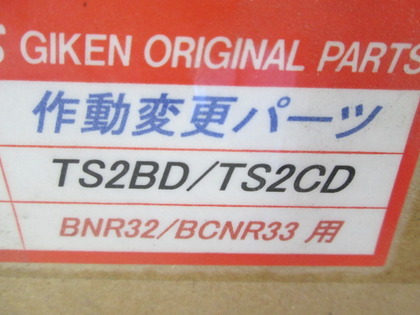 S GIKEN ORIGINAL PARTS
作動変更パーツ
TS2BD/TS2CD
BNR32/BCNR33 用